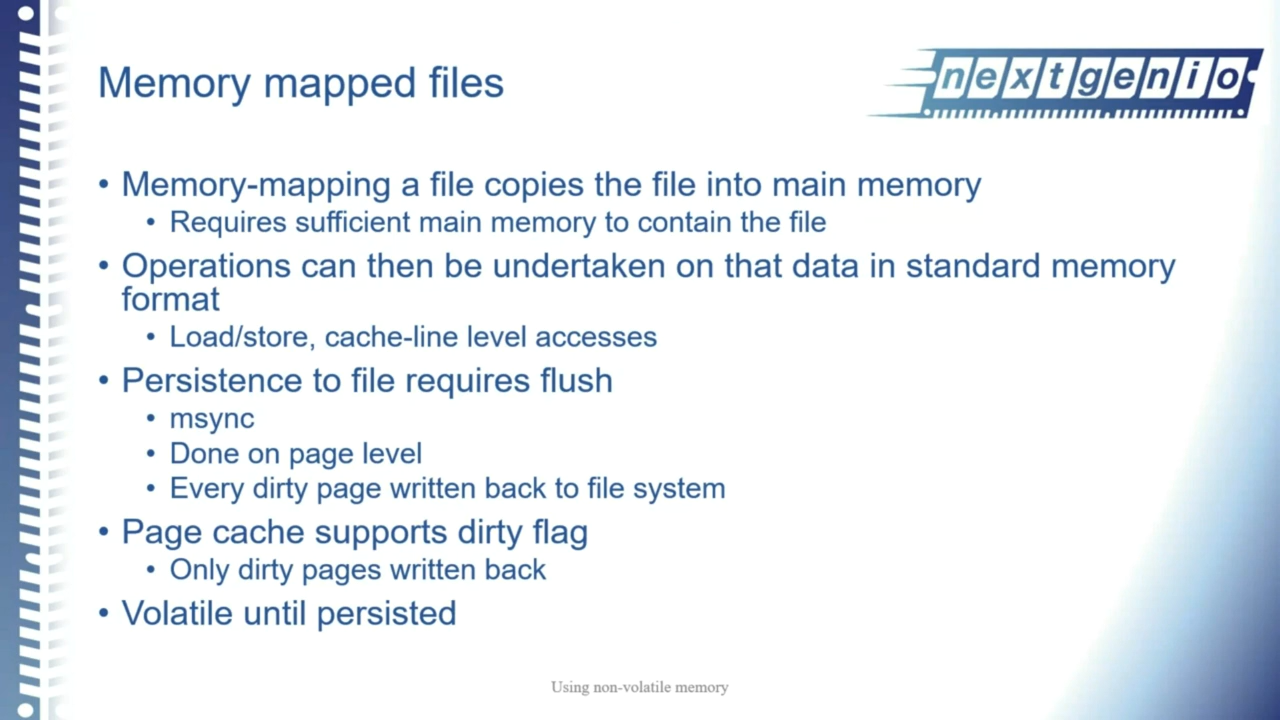 Memory mapped files
nextgenio
• Memory-mapping a file copies the file into main memory
• Requires sufficient main memory to contain the file
• Operations can then be undertaken on that data in standard memory
format
• Load/store, cache-line level accesses
• Persistence to file requires flush
• msync
• Done on page level
• Every dirty page written back to file system
• Page cache supports dirty flag
• Only dirty pages written back
• Volatile until persisted
Using non-volatile memory